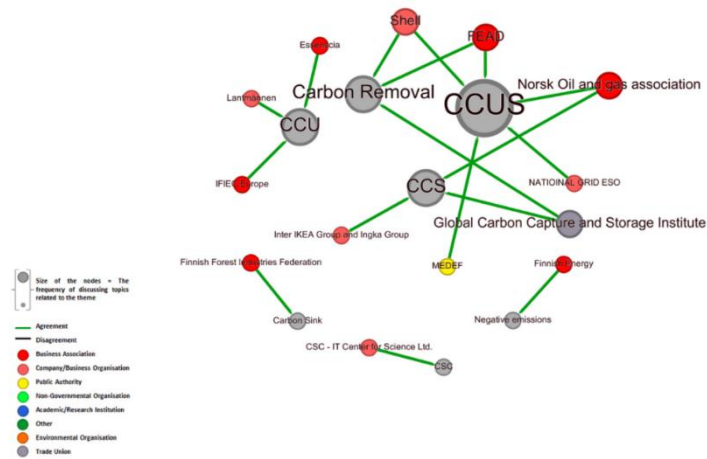 Shell
FEAD
Essenscia
Norsk Oil and gas association
Carbon Removal
CCUS
Lantmännen
CCU
IFIEC Europe
CCS
NATIOINAL GRID ESO
Global Carbon Capture and Storage Institute
Inter IKEA Group and Ingka Group
Finnish Forest Industries Federation
MEDEF
Finnish Energy
Carbon Sink
Negative emissions
CSC - IT Center for Science Ltd.
CSC
Size of the nodes = The
frequency of discussing topics
related to the theme
Agreement
Disagreement
Business Association
Company/Business Organisation
Public Authority
Non-Governmental Organisation
Academic/Research Institution
Other
Environmental Organisation
Trade Union